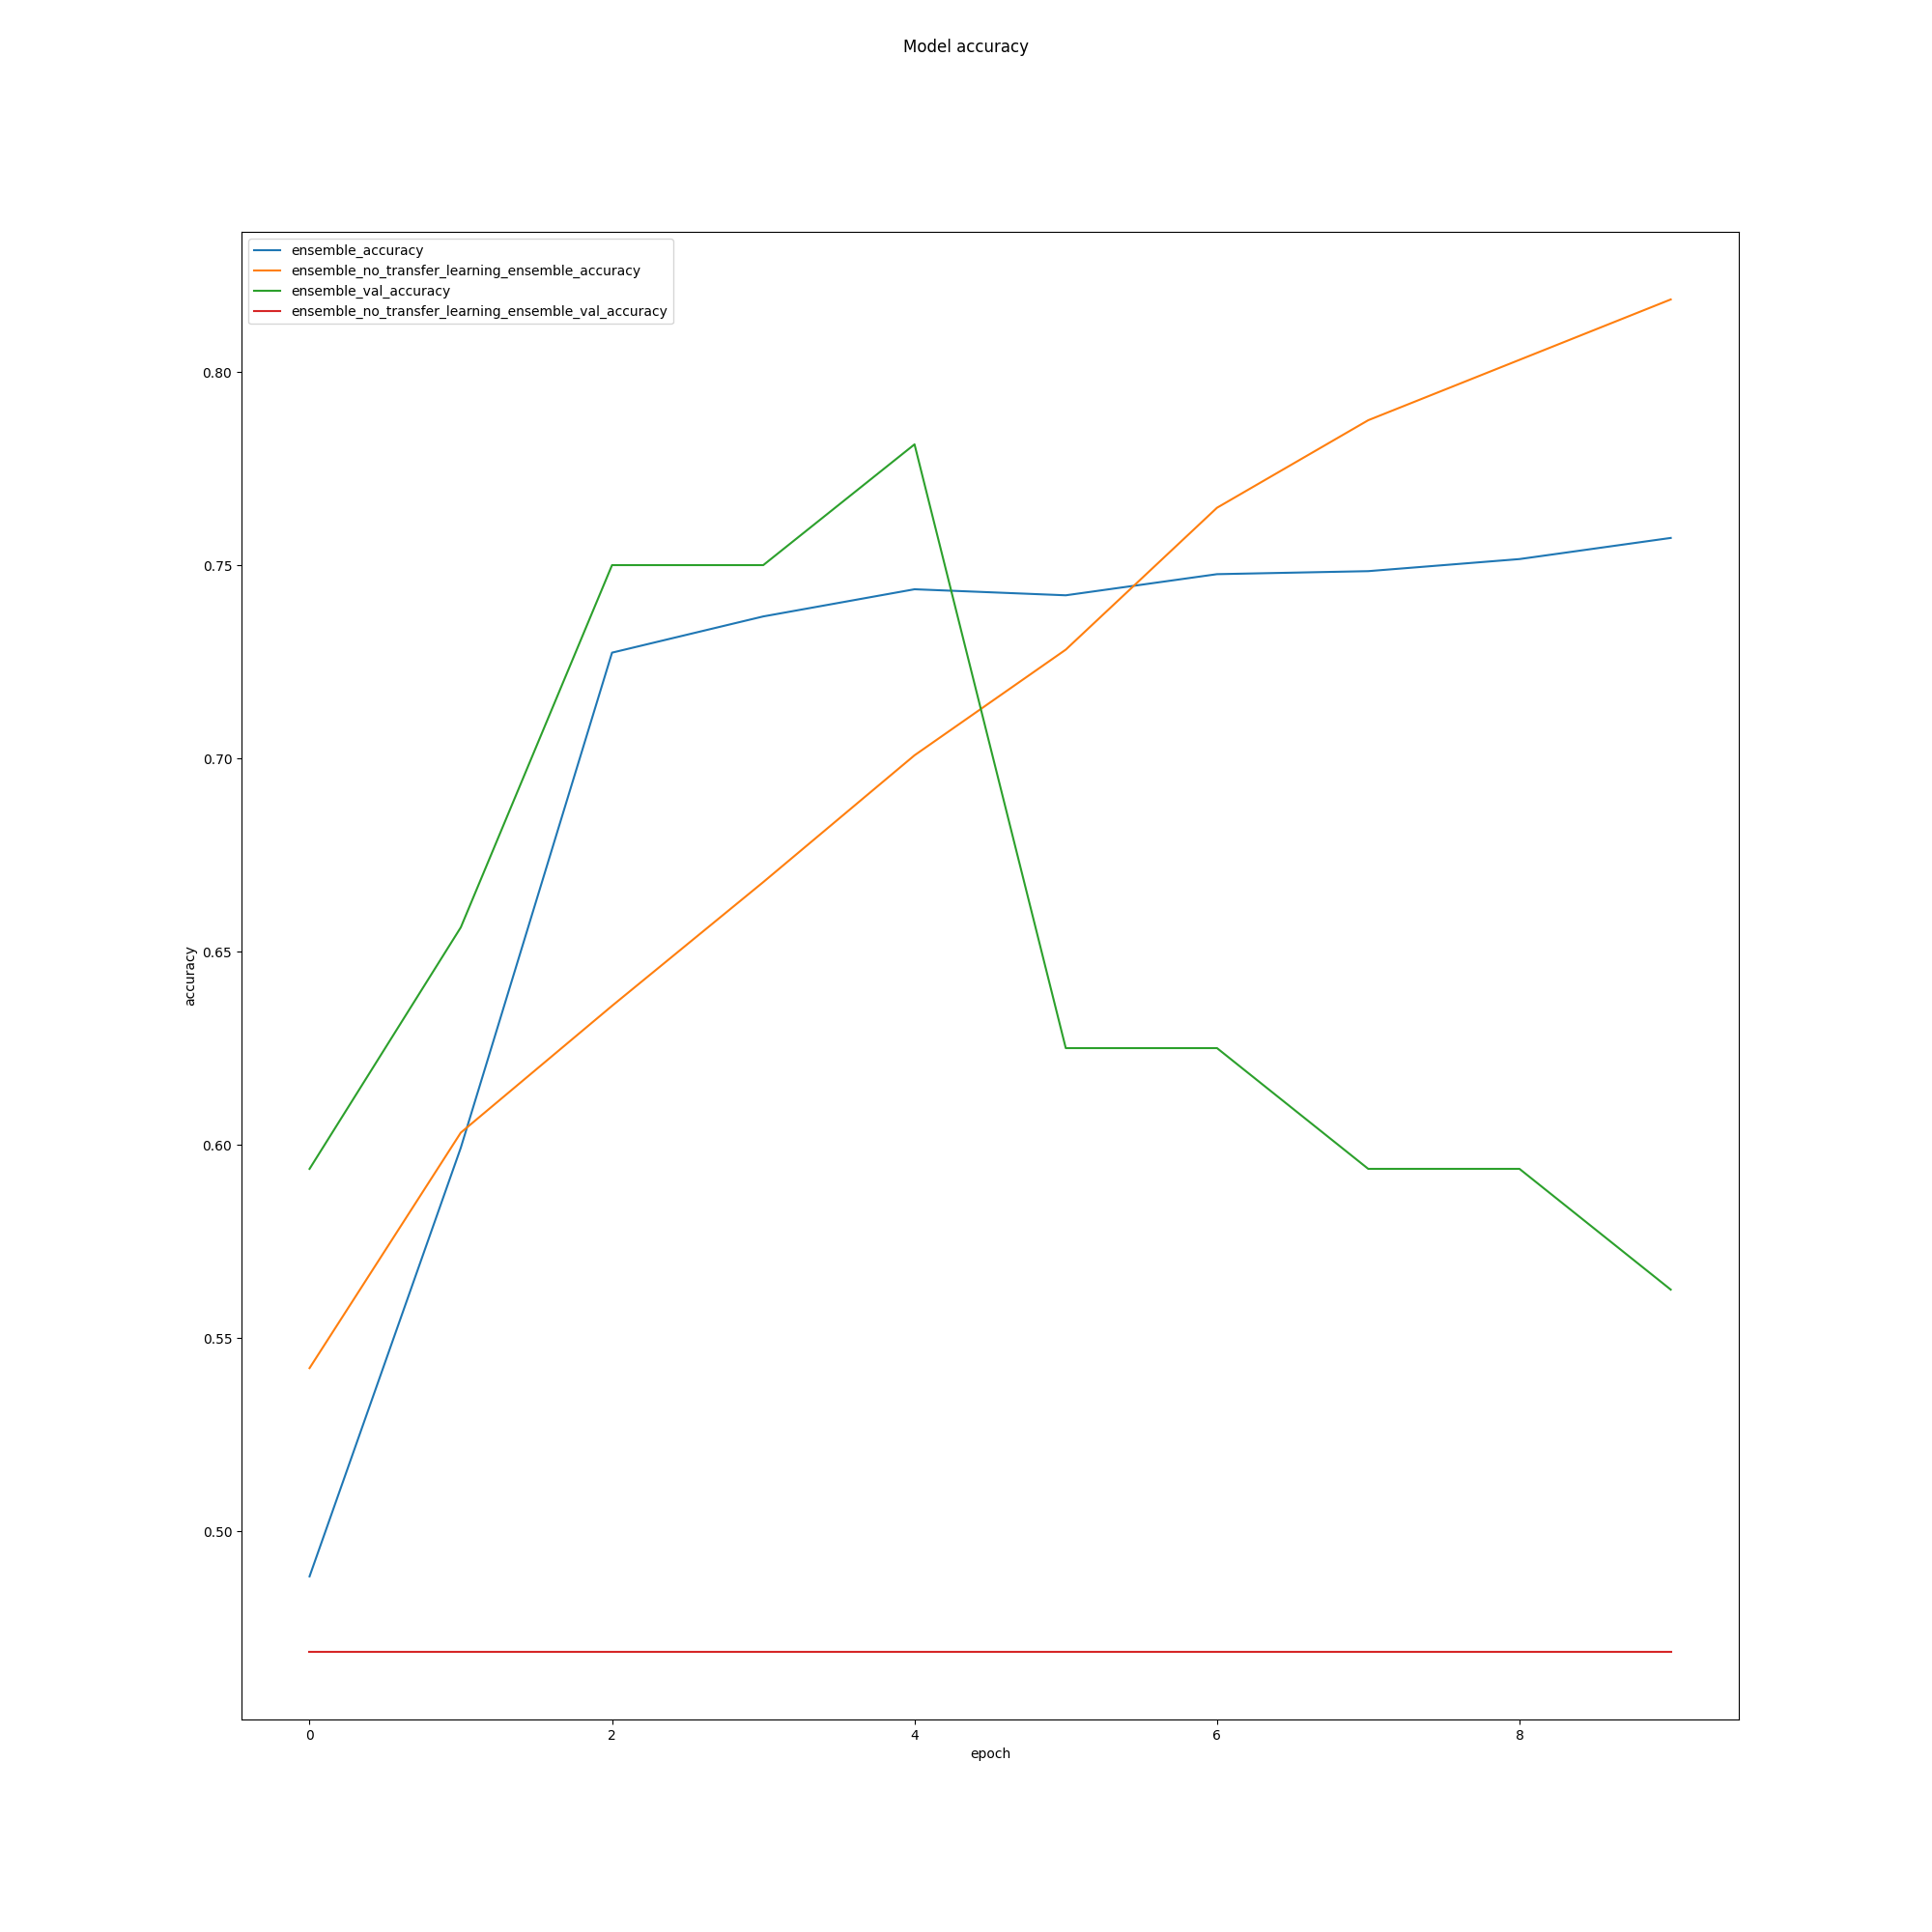 Model accuracy
ensemble_accuracy
ensemble_no_transfer_learning_ensemble_accuracy
ensemble_val_accuracy
ensemble_no_transfer_learning_ensemble_val_accuracy
0.80
0.75
0.70
0.65
0.60
0.55
0.50
accuracy
0 2 4 6 8
epoch